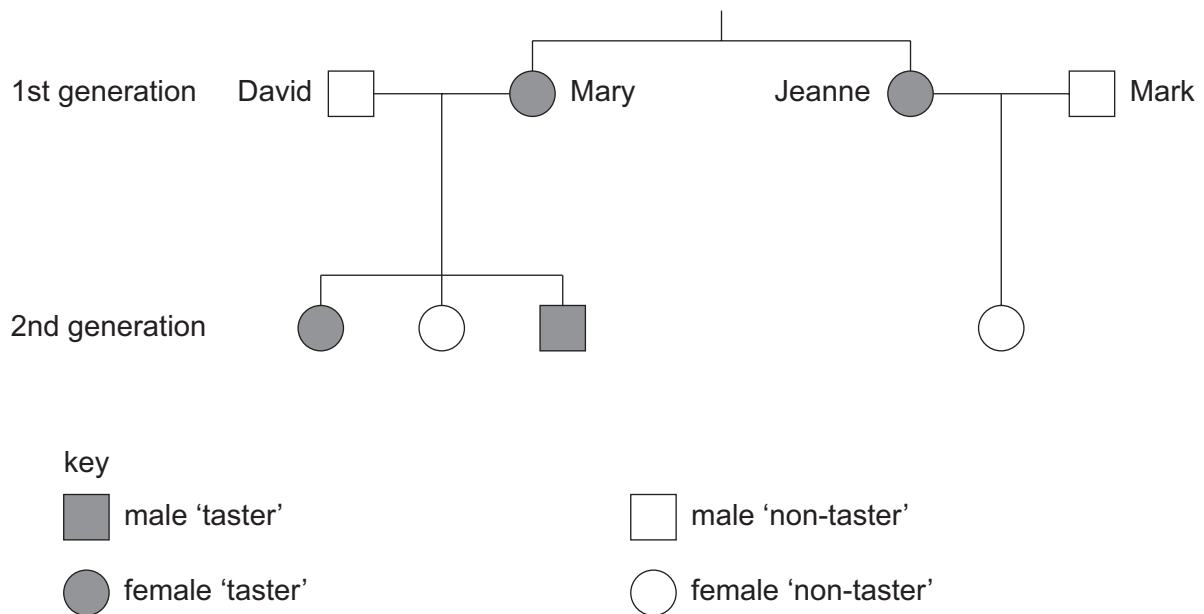 1st generation David Mary Jeanne Mark
2nd generation
key
male ‘taster’ male ‘non-taster’
female ‘taster’ female ‘non-taster’